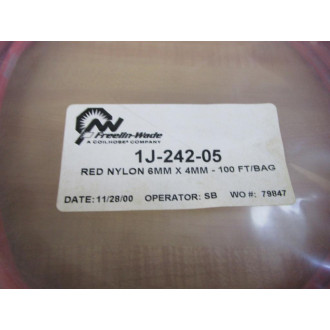 Freelin-Wade
A COILHOSE COMPANY
1J-242-05
RED NYLON 6MM X 4MM - 100 FT/BAG
DATE: 11/28/00 OPERATOR: SB WO #: 79847